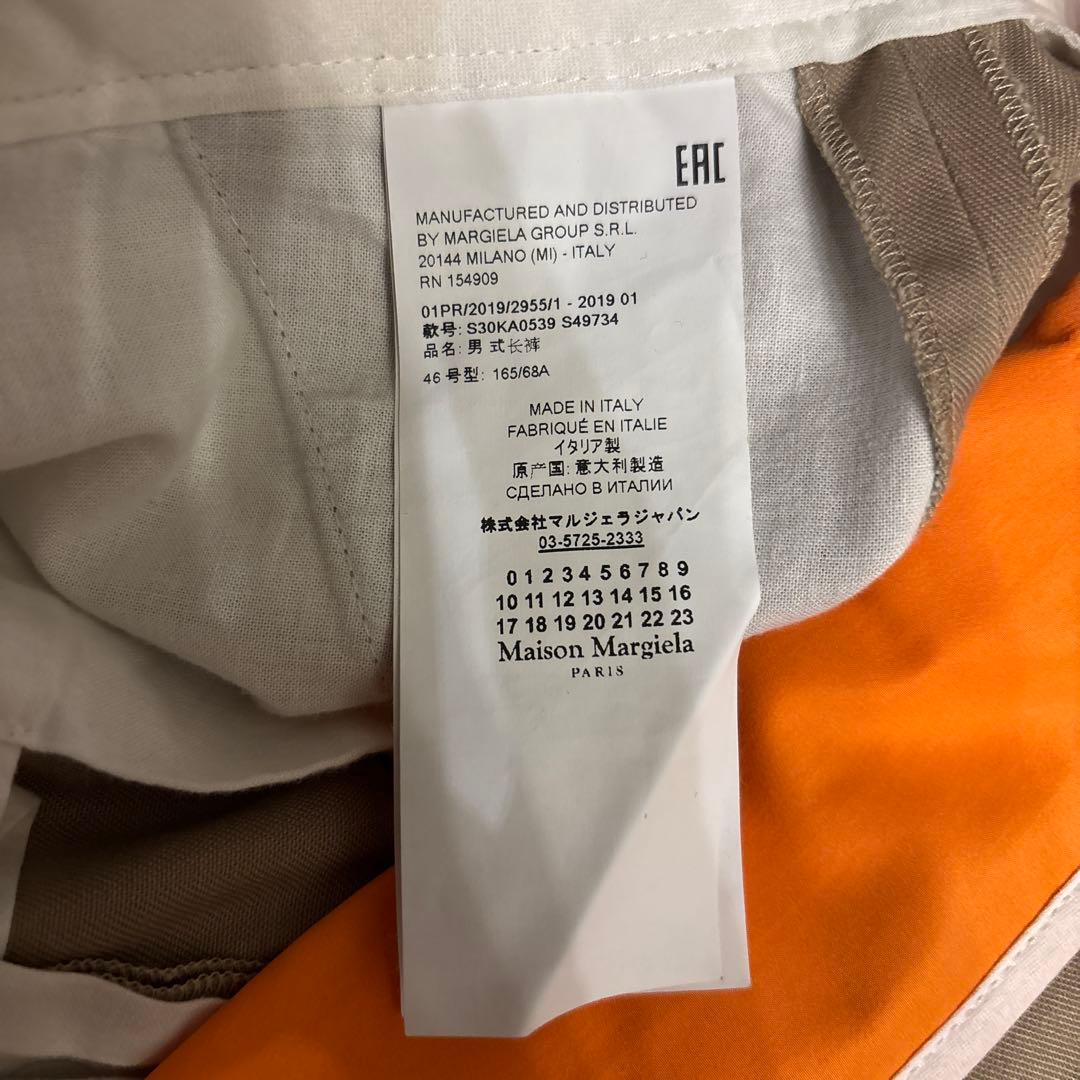 EAC
MANUFACTURED AND DISTRIBUTED
BY MARGIELA GROUP S.R.L.
20144 MILANO (MI) - ITALY
RN 154909
01PR/2019/2955/1 - 2019 01
款号: S30KA0539 S49734
品名: 男 式长裤
46 号型: 165/68A
MADE IN ITALY
FABRIQUÉ EN ITALIE
イタリア製
原产国: 意大利製造
СДЕЛАНО В ИТАЛИИ
株式会社マルジェラジャパン
03-5725-2333
0 1 2 3 4 5 6 7 8 9
10 11 12 13 14 15 16
17 18 19 20 21 22 23
Maison Margiela
PARIS